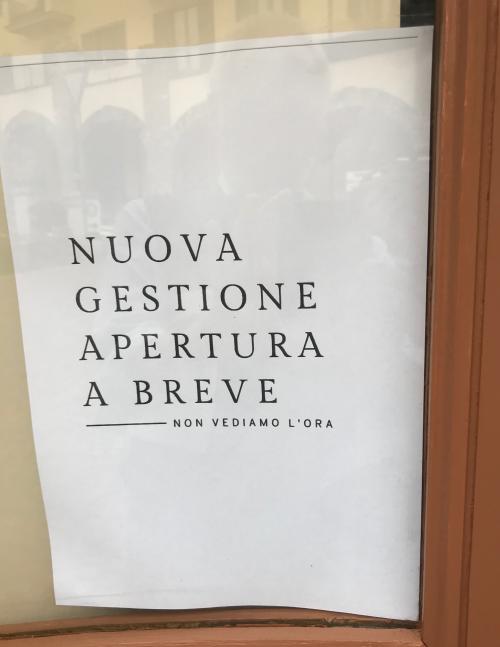 NUOVA
GESTIONE
APERTURA
A BREVE
NON VEDIAMO L'ORA